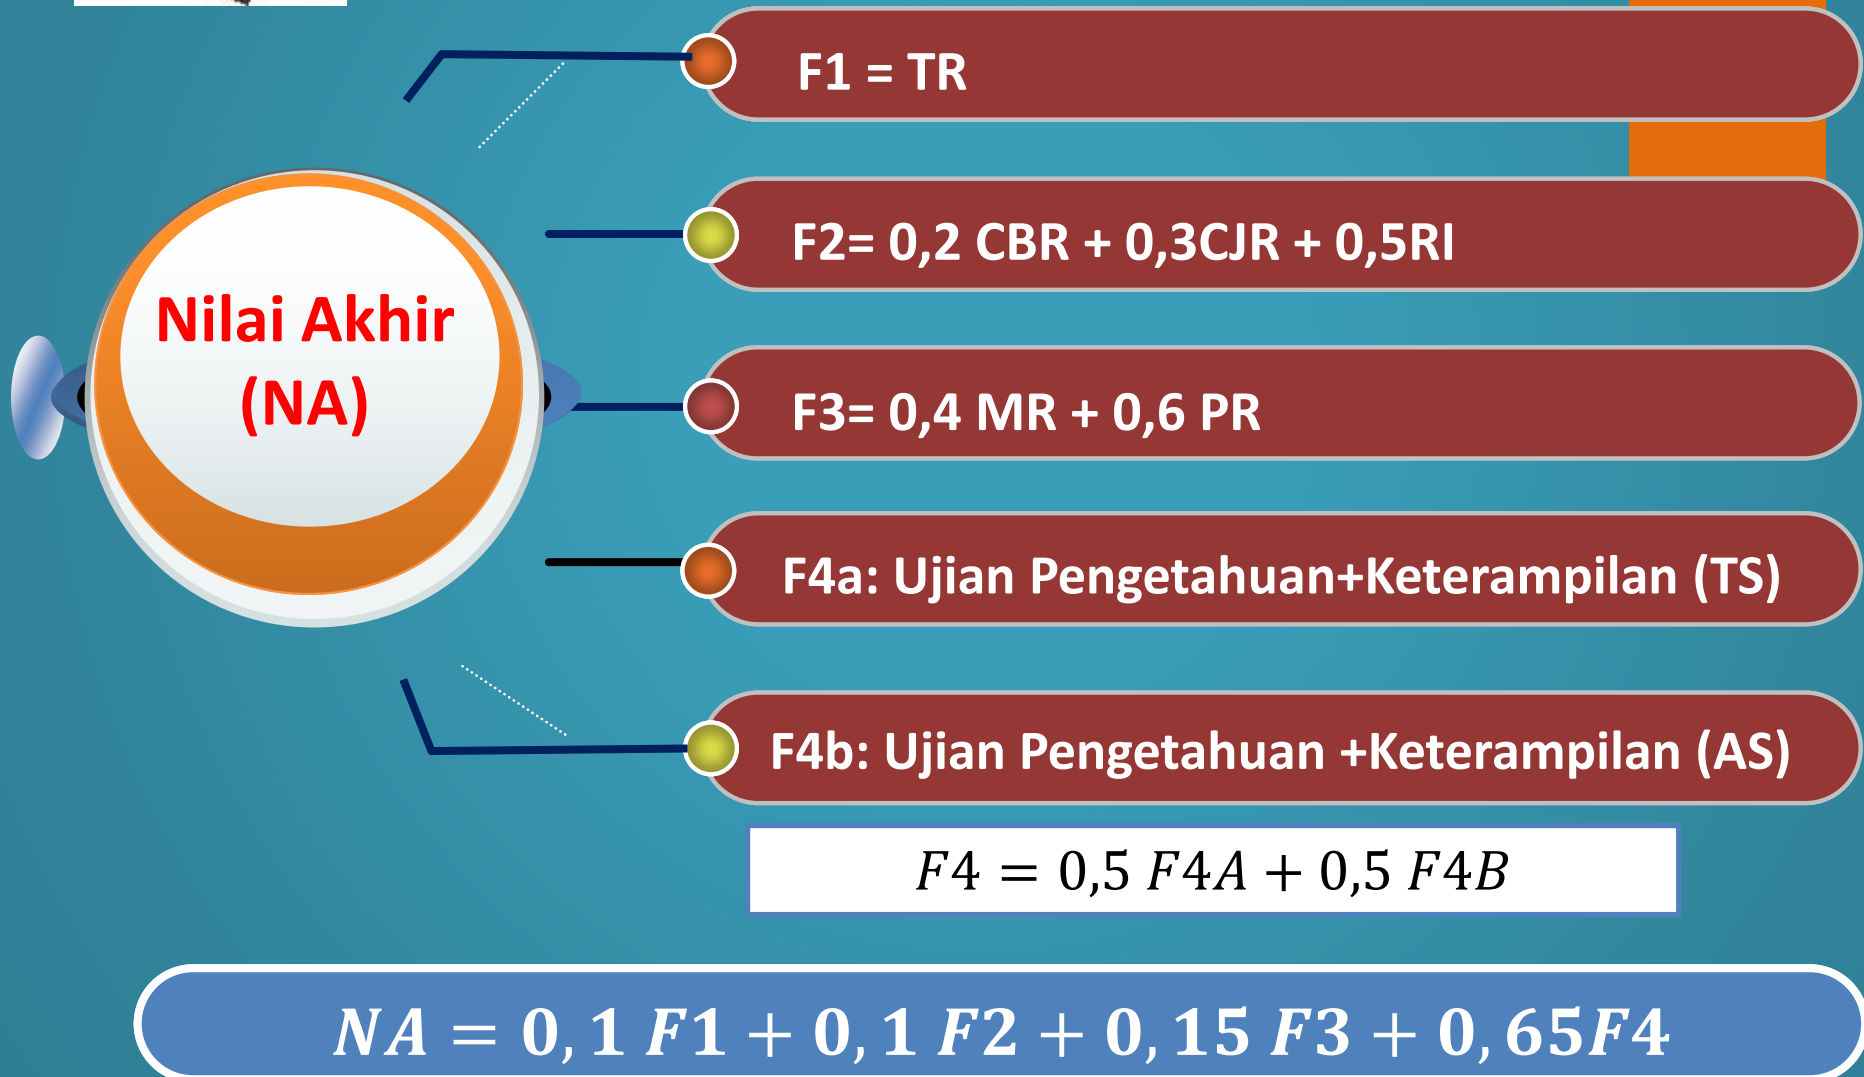 F1 = TR
F2= 0,2 CBR + 0,3CJR + 0,5RI
Nilai Akhir
(NA)
F3= 0,4 MR + 0,6 PR
F4a: Ujian Pengetahuan+Keterampilan (TS)
F4b: Ujian Pengetahuan +Keterampilan (AS)
F4 = 0,5 F4A + 0,5 F4B
NA = 0, 1 F1 + 0, 1 F2 + 0, 15 F3 + 0, 65F4